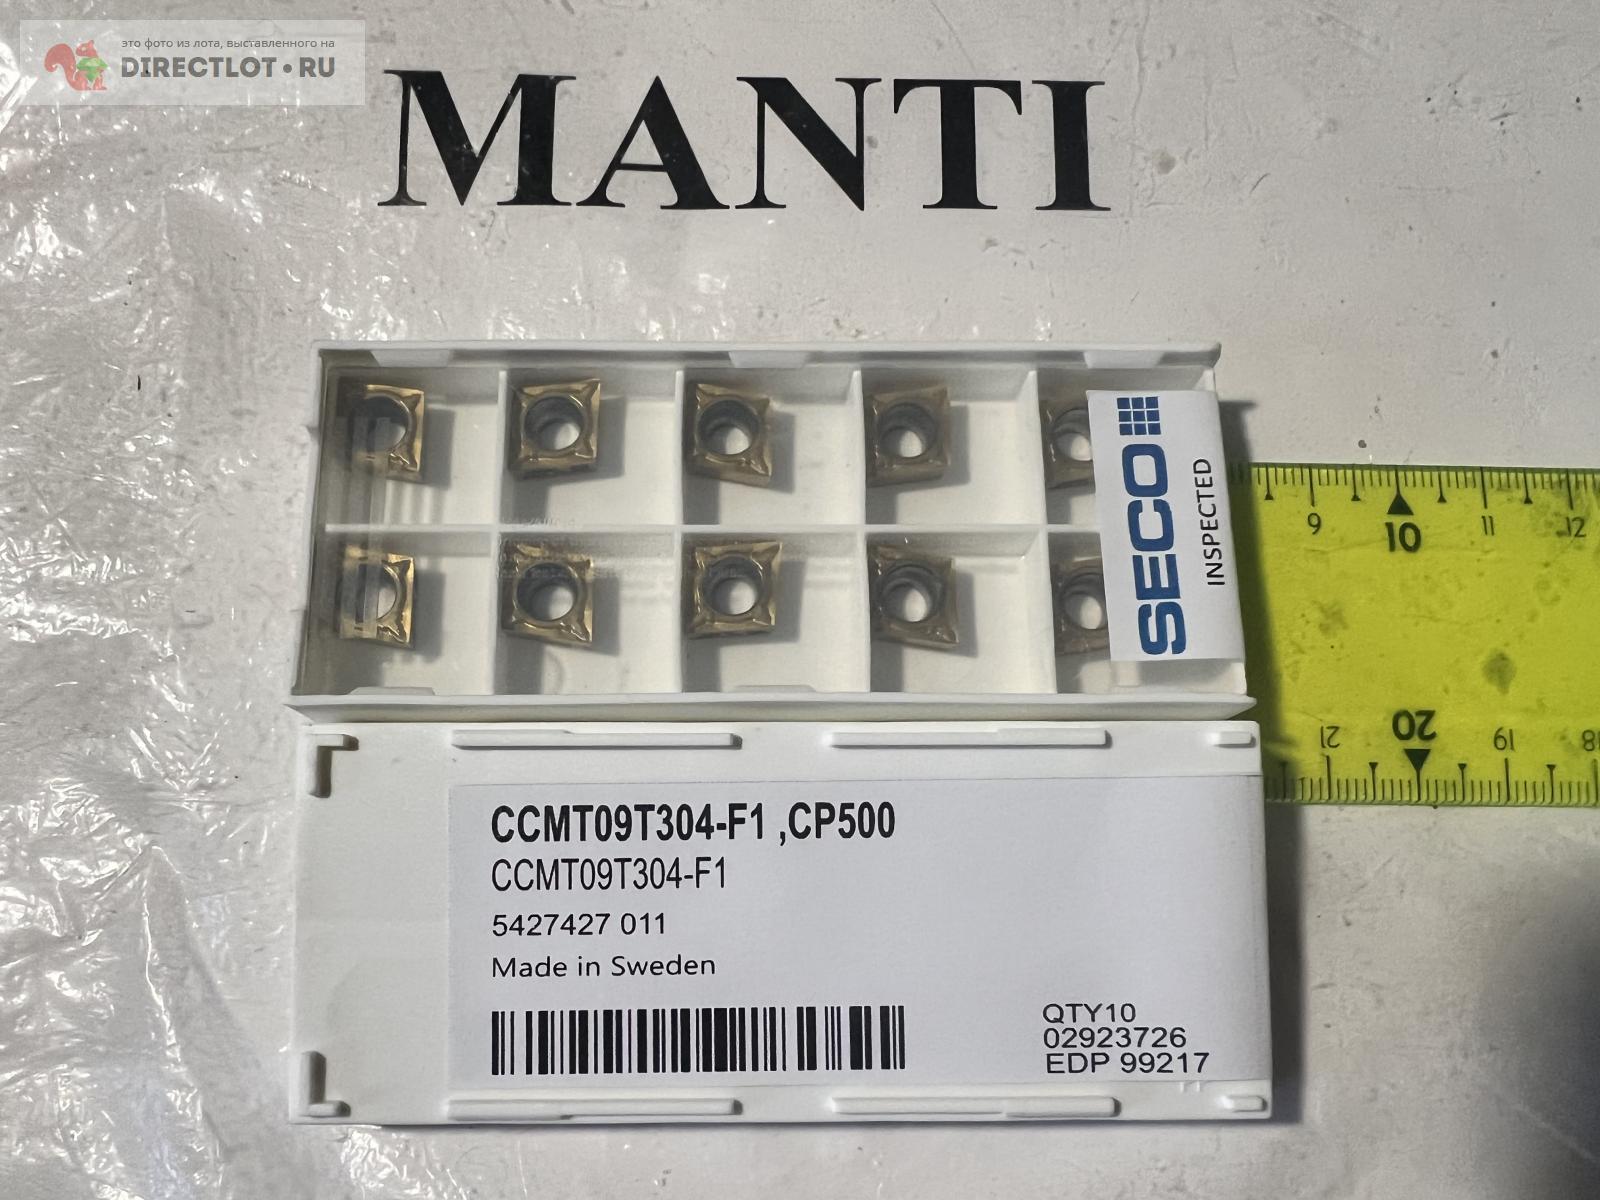 это фото из лота, выставленного на
DIRECTLOT•RU
MANTI
SECO
INSPECTED
9 10 11 12
21 20 19 18
CCMT09T304-F1 ,CP500
CCMT09T304-F1
5427427 011
Made in Sweden
QTY10
02923726
EDP 99217